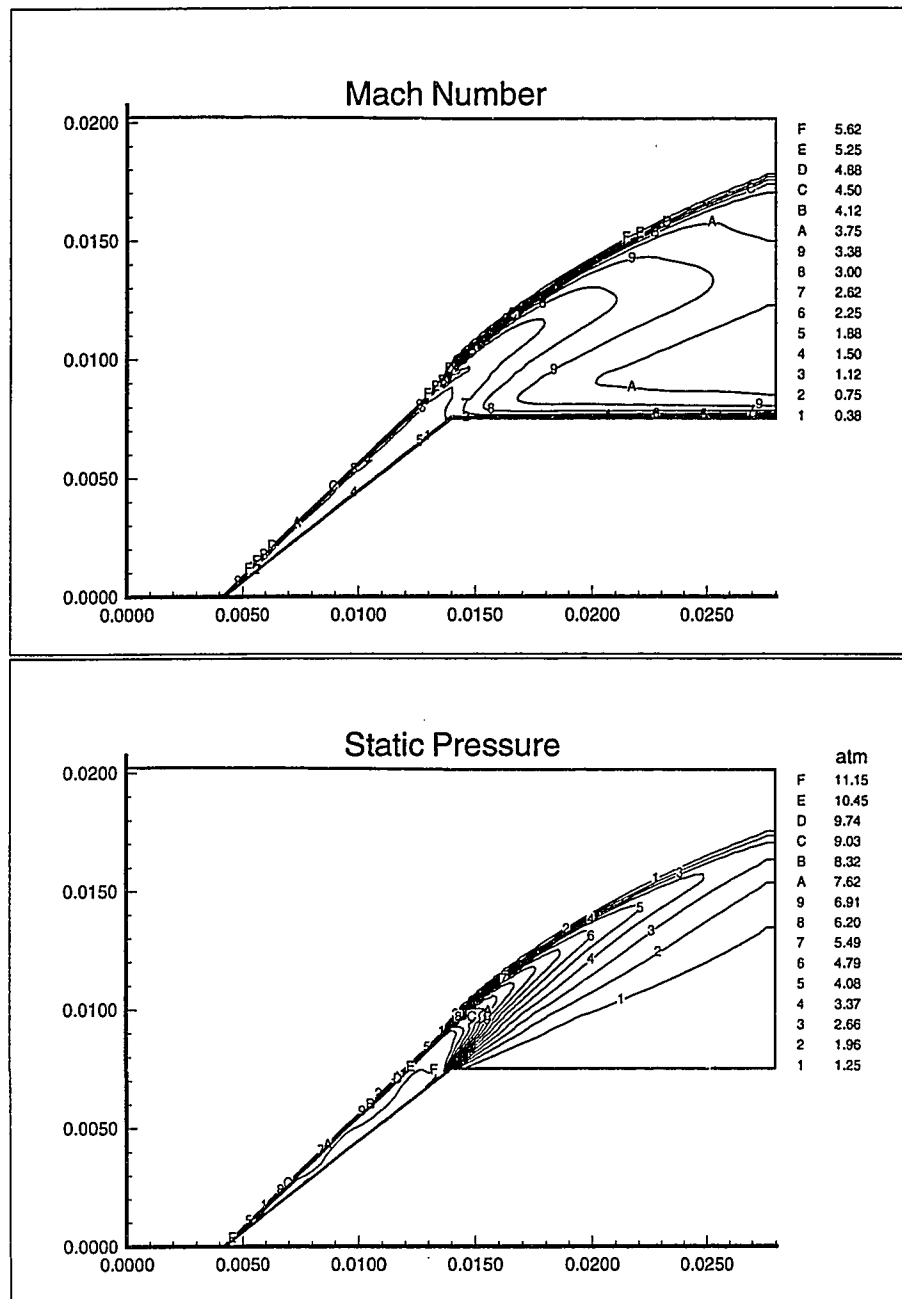 Mach Number
0.0200
0.0150
0.0100
0.0050
0.0000
0.0000 0.0050 0.0100 0.0150 0.0200 0.0250
F 5.62
E 5.25
D 4.88
C 4.50
B 4.12
A 3.75
9 3.38
8 3.00
7 2.62
6 2.25
5 1.88
4 1.50
3 1.12
2 0.75
1 0.38
Static Pressure
0.0200
0.0150
0.0100
0.0050
0.0000
0.0000 0.0050 0.0100 0.0150 0.0200 0.0250
atm
F 11.15
E 10.45
D 9.74
C 9.03
B 8.32
A 7.62
9 6.91
8 6.20
7 5.49
6 4.79
5 4.08
4 3.37
3 2.66
2 1.96
1 1.25